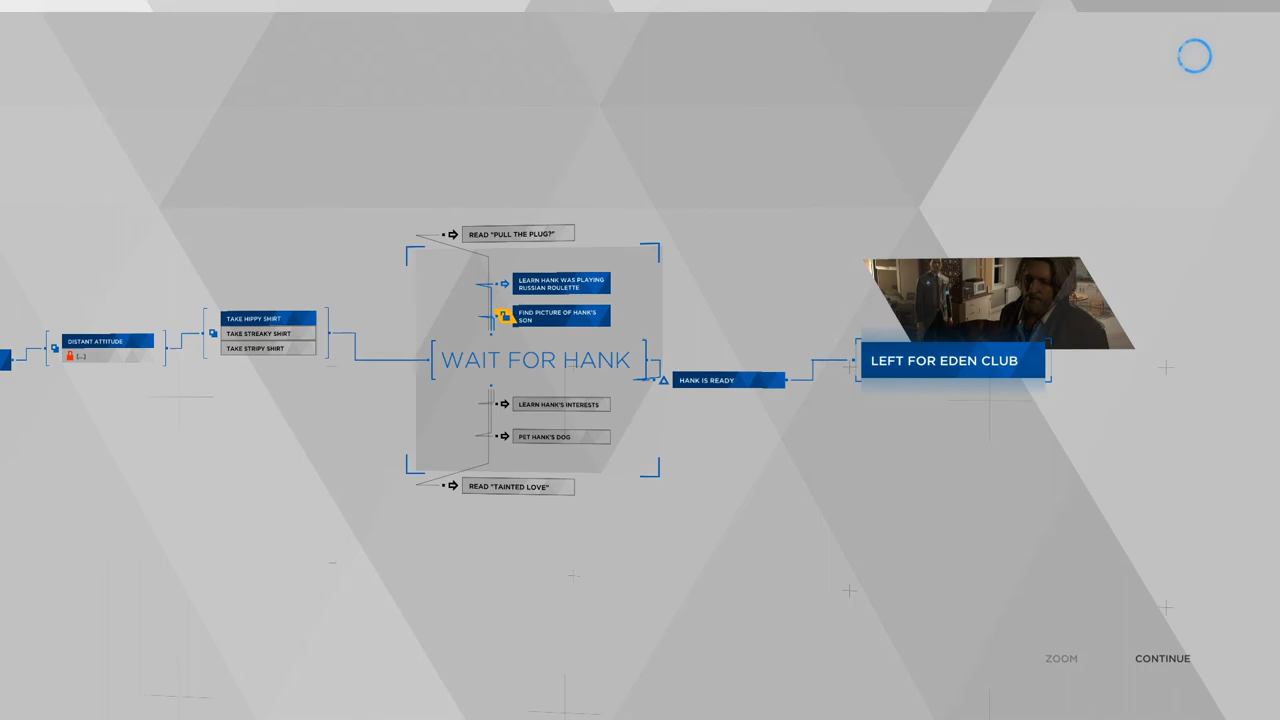 DISTANT ATTITUDE
[...]
TAKE HIPPY SHIRT
TAKE STREAKY SHIRT
TAKE STRIPY SHIRT
READ "PULL THE PLUG?"
LEARN HANK WAS PLAYING
RUSSIAN ROULETTE
FIND PICTURE OF HANK'S
SON
WAIT FOR HANK
HANK IS READY
LEARN HANK'S INTERESTS
PET HANK'S DOG
READ "TAINTED LOVE"
LEFT FOR EDEN CLUB
ZOOM
CONTINUE